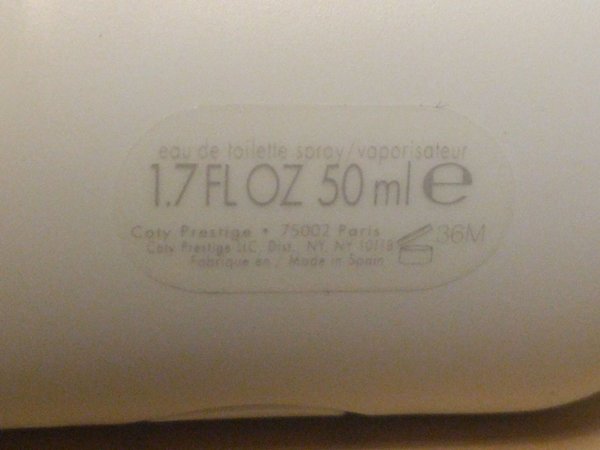 eau de toilette spray/vaporisateur
1.7 FL OZ 50 ml e
Coty Prestige • 75002 Paris
Coty Prestige LLC, Dist., NY, NY 10118
36M
Fabriqué en / Made in Spain